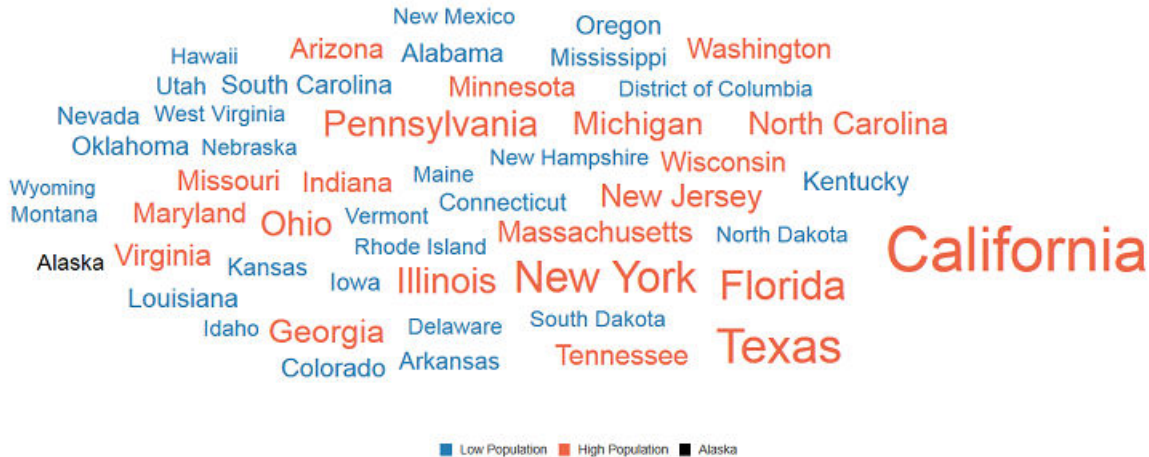 New Mexico
Oregon
Hawaii Arizona Alabama Mississippi Washington
Utah South Carolina Minnesota District of Columbia
Nevada West Virginia Pennsylvania Michigan North Carolina
Oklahoma Nebraska New Hampshire Wisconsin
Wyoming Missouri Indiana Maine New Jersey Kentucky
Montana Maryland Ohio Vermont Connecticut
Massachusetts North Dakota California
Alaska Virginia Rhode Island
Kansas Iowa Illinois New York Florida
Louisiana
Idaho Georgia Delaware South Dakota
Texas
Colorado Arkansas Tennessee
Low Population High Population Alaska